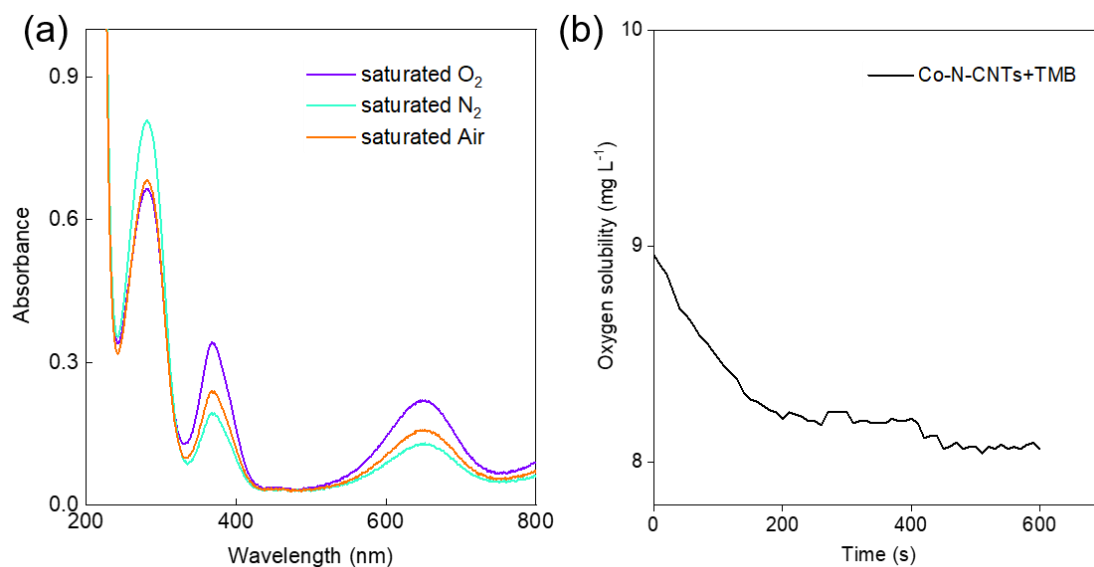 (a)
saturated O₂
saturated N₂
saturated Air
Absorbance
0.9
0.6
0.3
0.0
200
400
600
800
Wavelength (nm)
(b)
Co-N-CNTs+TMB
Oxygen solubility (mg L⁻¹)
10
9
8
0
200
400
600
Time (s)